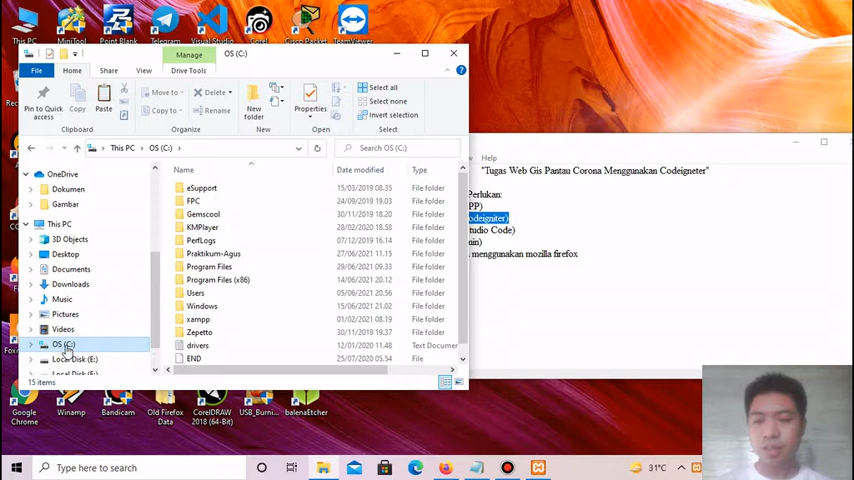 This PC
MiniTool
Point Blank
Telegram
Visual Studio
Corel
Cisco Packet
TeamViewer
Manage
OS (C:)
File
Home
Share
View
Drive Tools
Pin to Quick access
Copy
Paste
Move to
Copy to
Delete
Rename
New folder
Properties
Select all
Select none
Invert selection
Clipboard
Organize
New
Open
Select
This PC
OS (C:)
Search OS (C:)
OneDrive
Dokumen
Gambar
This PC
3D Objects
Desktop
Documents
Downloads
Music
Pictures
Videos
OS (C:)
Local Disk (E:)
Local Disk (F:)
Name
Date modified
Type
eSupport 15/03/2019 08.35 File folder
FPC 24/09/2019 19.03 File folder
Gemscool 30/11/2019 18.20 File folder
KMPlayer 28/02/2020 18.58 File folder
PerfLogs 07/12/2019 16.14 File folder
Praktikum-Agus 27/06/2021 11.15 File folder
Program Files 29/06/2021 09.33 File folder
Program Files (x86) 14/06/2021 20.12 File folder
Users 05/06/2021 20.56 File folder
Windows 15/06/2021 21.02 File folder
xampp 01/02/2021 08.19 File folder
Zepetto 30/11/2019 19.37 File folder
drivers 12/01/2020 11.48 Text Documen
END 25/07/2020 05.54 File
15 items
Help
"Tugas Web Gis Pantau Corona Menggunakan Codeigneter"
Perlukan:
PP)
odeigniter)
tudio Code)
in)
menggunakan mozilla firefox
Google Chrome
Winamp
Bandicam
Old Firefox Data
CorelDRAW 2018 (64-Bit)
USB_Burni...
balenaEtcher
Type here to search
31°C